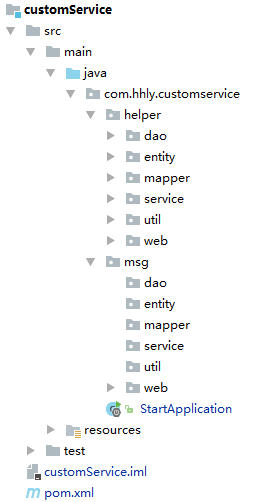 customService
src
main
java
com.hhly.customservice
helper
dao
entity
mapper
service
util
web
msg
dao
entity
mapper
service
util
web
StartApplication
resources
test
customService.iml
pom.xml